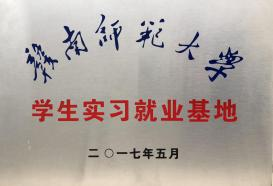 赣南师范大学
学生实习就业基地
二〇一七年五月